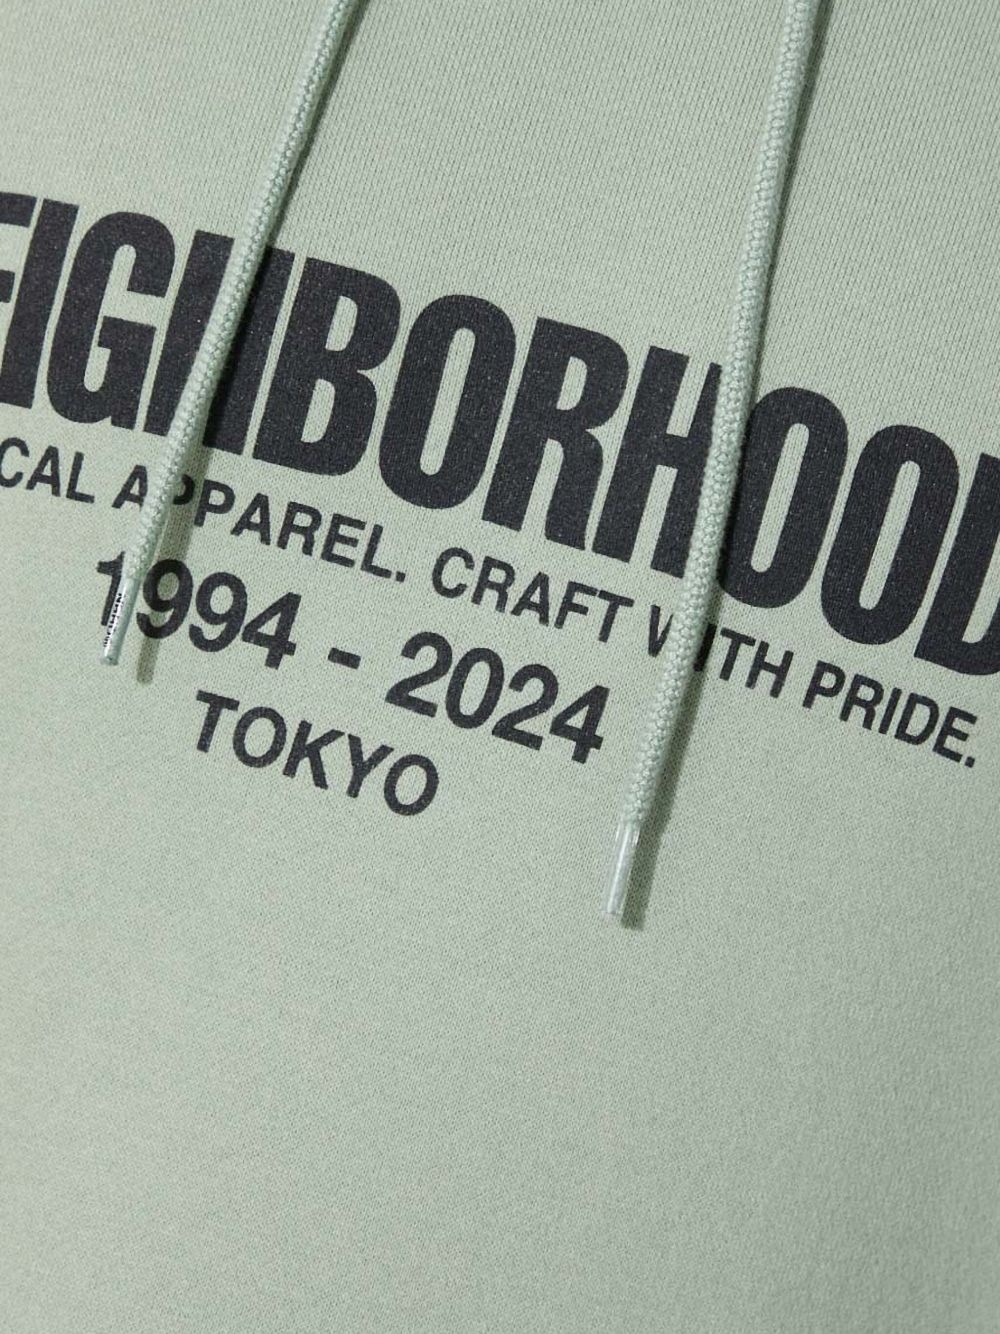 EIGHBORHOOD
CAL APPAREL. CRAFT WITH PRIDE.
1994 - 2024
TOKYO